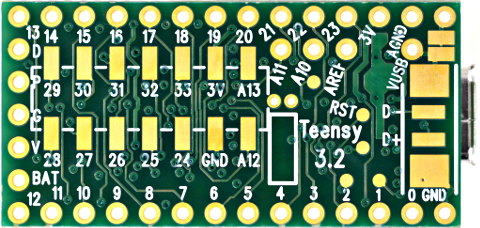 13 14 15 16 17 18 19 20 21 22 23 3V AGND
D
P
29 30 31 32 33 3V A13 A11 A10 AREF VUSB
G RST D-
V Teensy D+
28 27 26 25 24 GND A12 3.2
BAT
12 11 10 9 8 7 6 5 4 3 2 1 0 GND